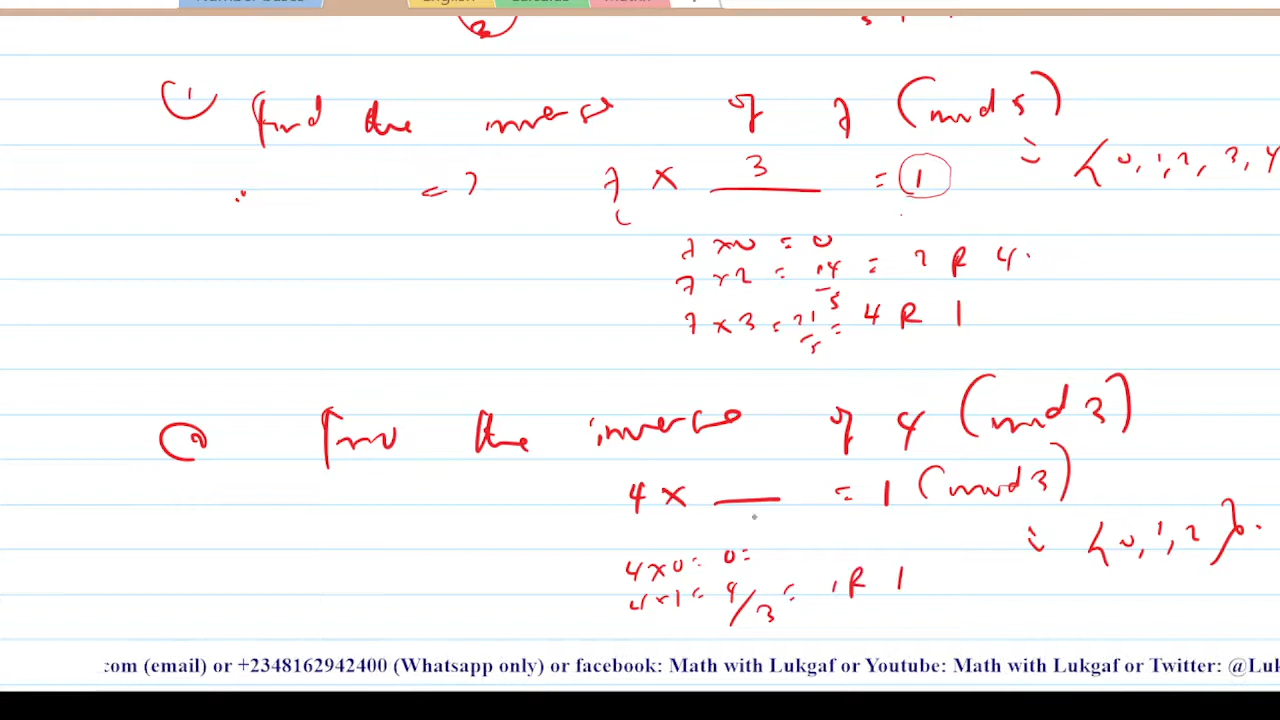 English
① find the inverse of 7 (mod 5)
= {0, 1, 2, 3, 4
7 × 3 = 1
7 × 0 = 0
7 × 2 = 14/5 = 2 R 4.
7 × 3 = 21/5 = 4 R 1
② find the inverse of 4 (mod 3)
4 × ___ = 1 (mod 3)
= {0, 1, 2}.
4 × 0 = 0 =
4 × 1 = 4/3 = 1 R 1
:com (email) or +2348162942400 (Whatsapp only) or facebook: Math with Lukgaf or Youtube: Math with Lukgaf or Twitter: @Luk